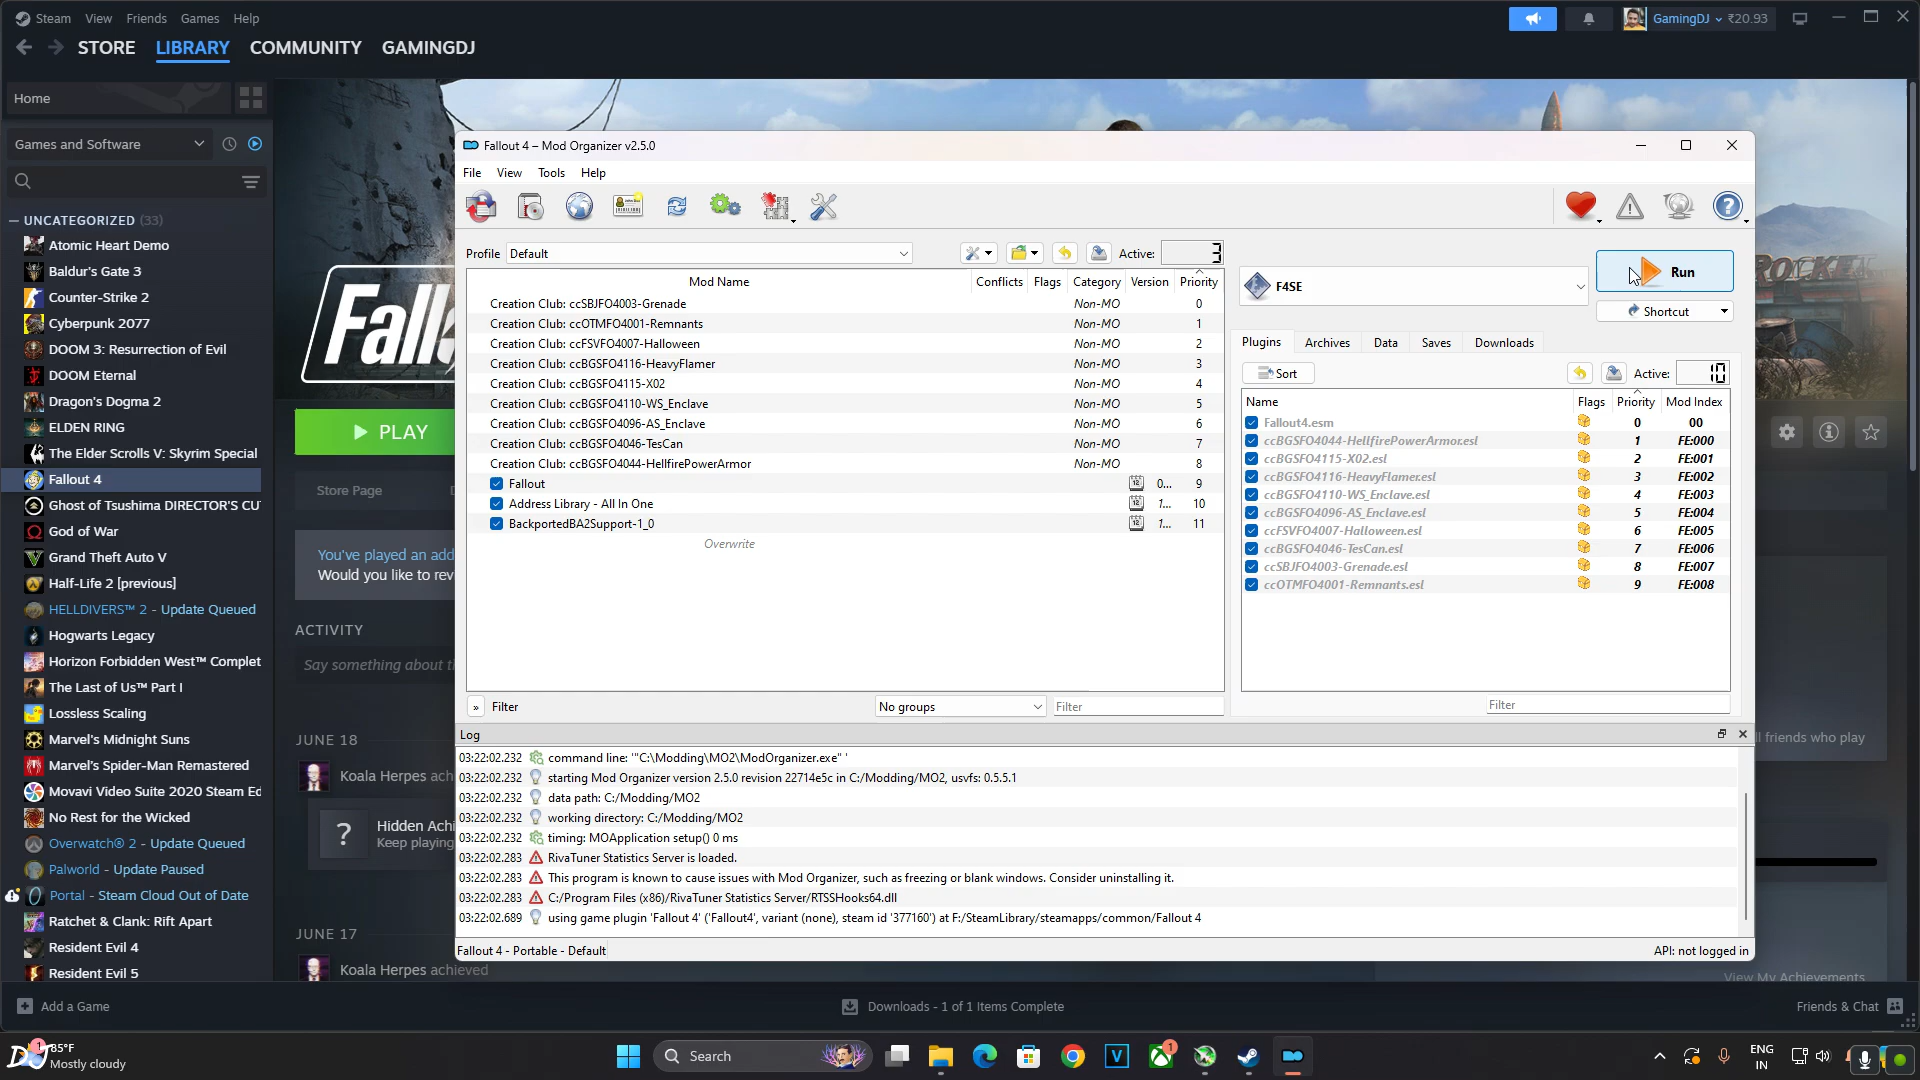 Steam View Friends Games Help
GamingDJ ₹20.93
STORE LIBRARY COMMUNITY GAMINGDJ
Home
Games and Software
UNCATEGORIZED (33)
Atomic Heart Demo
Baldur's Gate 3
Counter-Strike 2
Cyberpunk 2077
DOOM 3: Resurrection of Evil
DOOM Eternal
Dragon's Dogma 2
ELDEN RING
The Elder Scrolls V: Skyrim Special
Fallout 4
Ghost of Tsushima DIRECTOR'S CU
God of War
Grand Theft Auto V
Half-Life 2 [previous]
HELLDIVERS™ 2 - Update Queued
Hogwarts Legacy
Horizon Forbidden West™ Complet
The Last of Us™ Part I
Lossless Scaling
Marvel's Midnight Suns
Marvel's Spider-Man Remastered
Movavi Video Suite 2020 Steam Ed
No Rest for the Wicked
Overwatch® 2 - Update Queued
Palworld - Update Paused
Portal - Steam Cloud Out of Date
Ratchet & Clank: Rift Apart
Resident Evil 4
Resident Evil 5
Fall
ROCKET
PLAY
Store Page
You've played an add
Would you like to rev
ACTIVITY
Say something about t
JUNE 18
Koala Herpes ach
?
Hidden Achi
Keep playing
JUNE 17
Koala Herpes achieved
ll friends who play
View My Achievements
Fallout 4 – Mod Organizer v2.5.0
File View Tools Help
Profile Default Active: 3
Mod Name Conflicts Flags Category Version Priority
Creation Club: ccSBJFO4003-Grenade Non-MO 0
Creation Club: ccOTMFO4001-Remnants Non-MO 1
Creation Club: ccFSVFO4007-Halloween Non-MO 2
Creation Club: ccBGSFO4116-HeavyFlamer Non-MO 3
Creation Club: ccBGSFO4115-X02 Non-MO 4
Creation Club: ccBGSFO4110-WS_Enclave Non-MO 5
Creation Club: ccBGSFO4096-AS_Enclave Non-MO 6
Creation Club: ccBGSFO4046-TesCan Non-MO 7
Creation Club: ccBGSFO4044-HellfirePowerArmor Non-MO 8
Fallout 0... 9
Address Library - All In One 1... 10
BackportedBA2Support-1_0 1... 11
Overwrite
» Filter No groups Filter
F4SE
Run
Shortcut
Plugins Archives Data Saves Downloads
Sort Active: 10
Name Flags Priority Mod Index
Fallout4.esm 0 00
ccBGSFO4044-HellfirePowerArmor.esl 1 FE:000
ccBGSFO4115-X02.esl 2 FE:001
ccBGSFO4116-HeavyFlamer.esl 3 FE:002
ccBGSFO4110-WS_Enclave.esl 4 FE:003
ccBGSFO4096-AS_Enclave.esl 5 FE:004
ccFSVFO4007-Halloween.esl 6 FE:005
ccBGSFO4046-TesCan.esl 7 FE:006
ccSBJFO4003-Grenade.esl 8 FE:007
ccOTMFO4001-Remnants.esl 9 FE:008
Filter
Log
03:22:02.232 command line: '"C:\Modding\MO2\ModOrganizer.exe" '
03:22:02.232 starting Mod Organizer version 2.5.0 revision 22714e5c in C:/Modding/MO2, usvfs: 0.5.5.1
03:22:02.232 data path: C:/Modding/MO2
03:22:02.232 working directory: C:/Modding/MO2
03:22:02.232 timing: MOApplication setup() 0 ms
03:22:02.283 RivaTuner Statistics Server is loaded.
03:22:02.283 This program is known to cause issues with Mod Organizer, such as freezing or blank windows. Consider uninstalling it.
03:22:02.283 C:/Program Files (x86)/RivaTuner Statistics Server/RTSSHooks64.dll
03:22:02.689 using game plugin 'Fallout 4' ('Fallout4', variant (none), steam id '377160') at F:/SteamLibrary/steamapps/common/Fallout 4
Fallout 4 - Portable - Default API: not logged in
Add a Game Downloads - 1 of 1 Items Complete Friends & Chat
85°F
Mostly cloudy
Search
1
ENG
IN